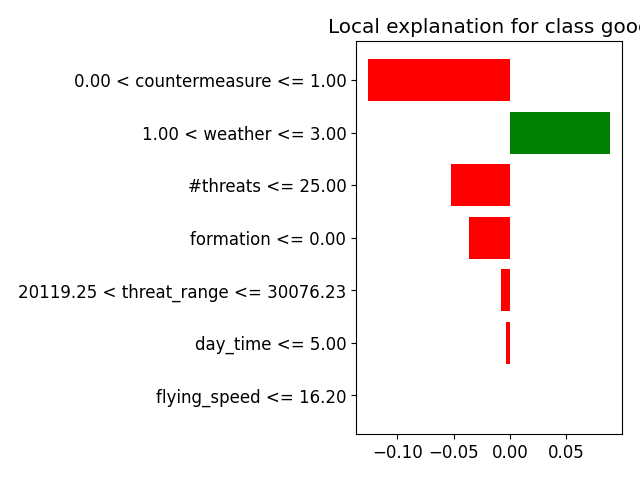 Local explanation for class good
0.00 < countermeasure <= 1.00
1.00 < weather <= 3.00
#threats <= 25.00
formation <= 0.00
20119.25 < threat_range <= 30076.23
day_time <= 5.00
flying_speed <= 16.20
−0.10 −0.05 0.00 0.05